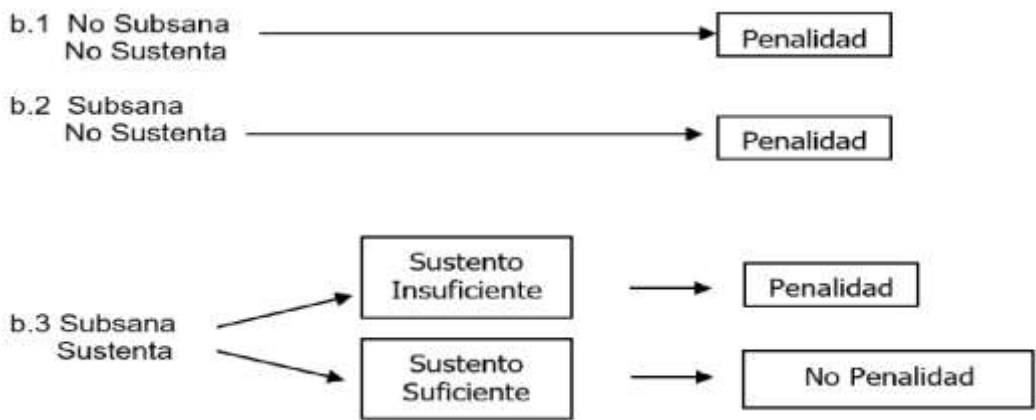 b.1 No Subsana
No Sustenta
Penalidad
b.2 Subsana
No Sustenta
Penalidad
b.3 Subsana
Sustenta
Sustento
Insuficiente
Penalidad
Sustento
Suficiente
No Penalidad